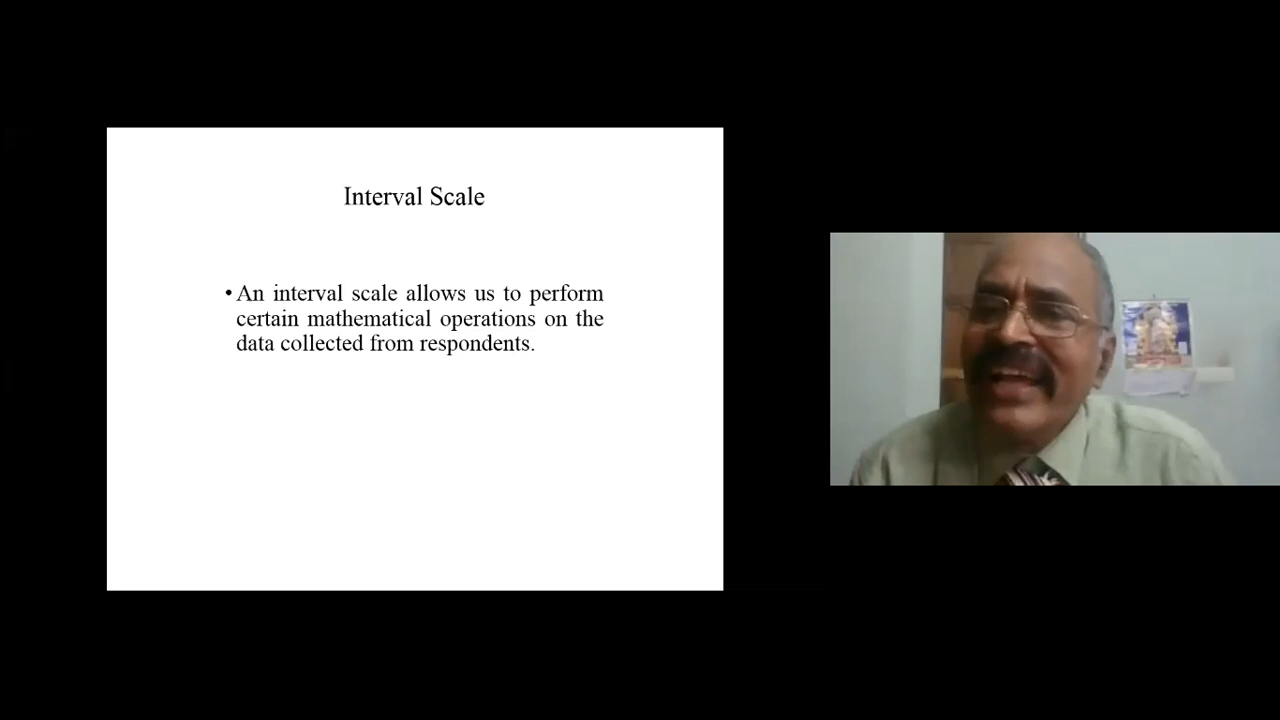 Interval Scale
• An interval scale allows us to perform
certain mathematical operations on the
data collected from respondents.